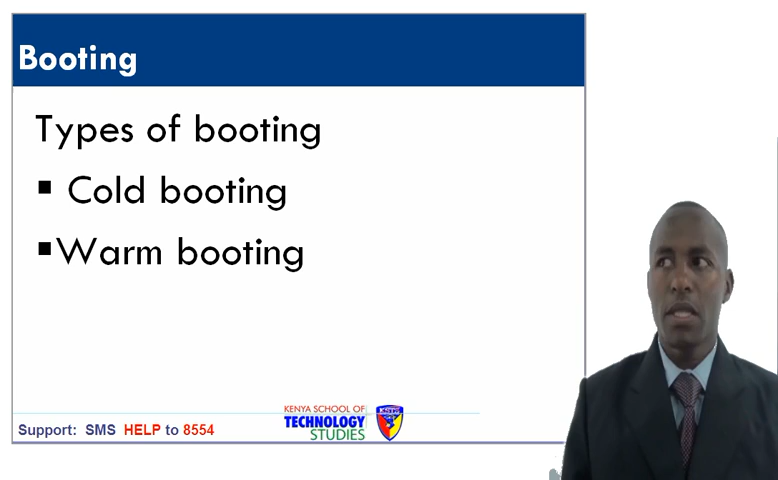 Booting
Types of booting
▪ Cold booting
▪Warm booting
KENYA SCHOOL OF
TECHNOLOGY
STUDIES
Support: SMS HELP to 8554